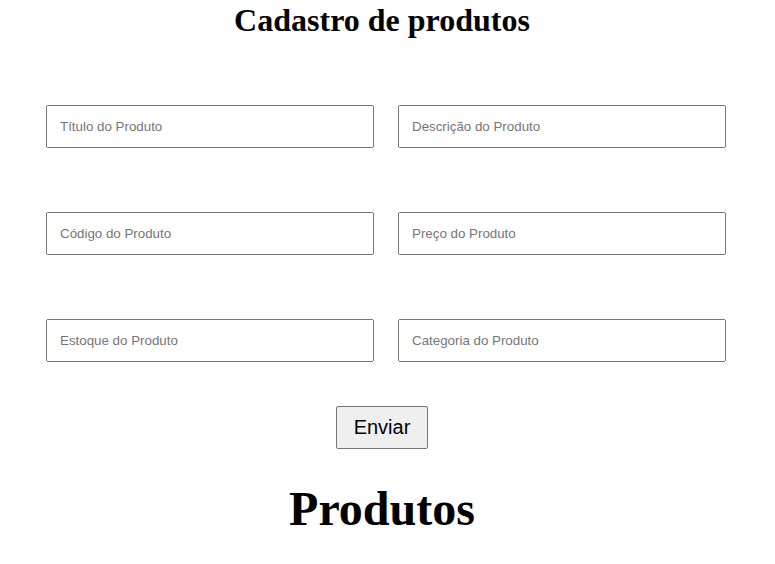 Cadastro de produtos
Título do Produto
Descrição do Produto
Código do Produto
Preço do Produto
Estoque do Produto
Categoria do Produto
Enviar
Produtos